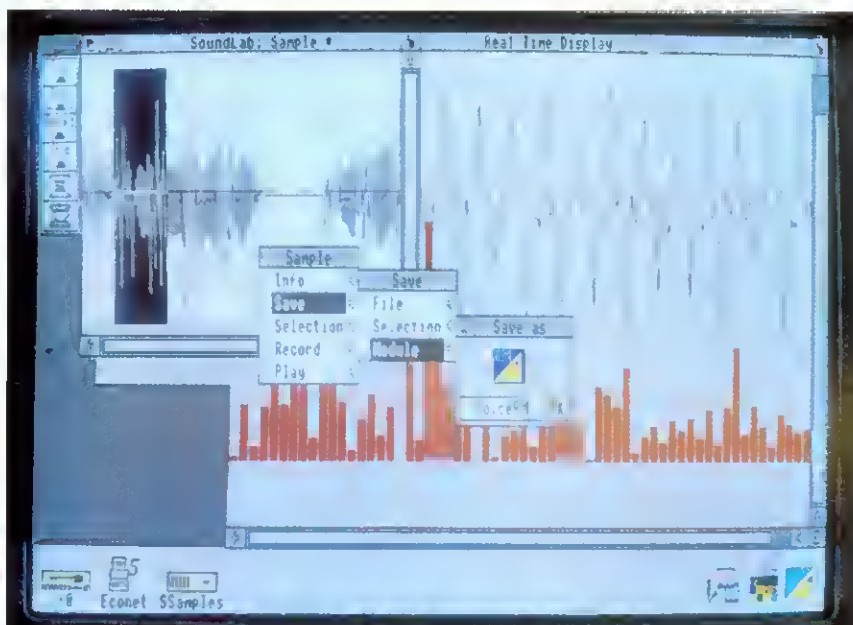 SoundLab: Sample *
Real Time Display
Sample
Info
Save
Selection
Record
Play
Save
File
Selection
Module
Save as
Econet
SSamples